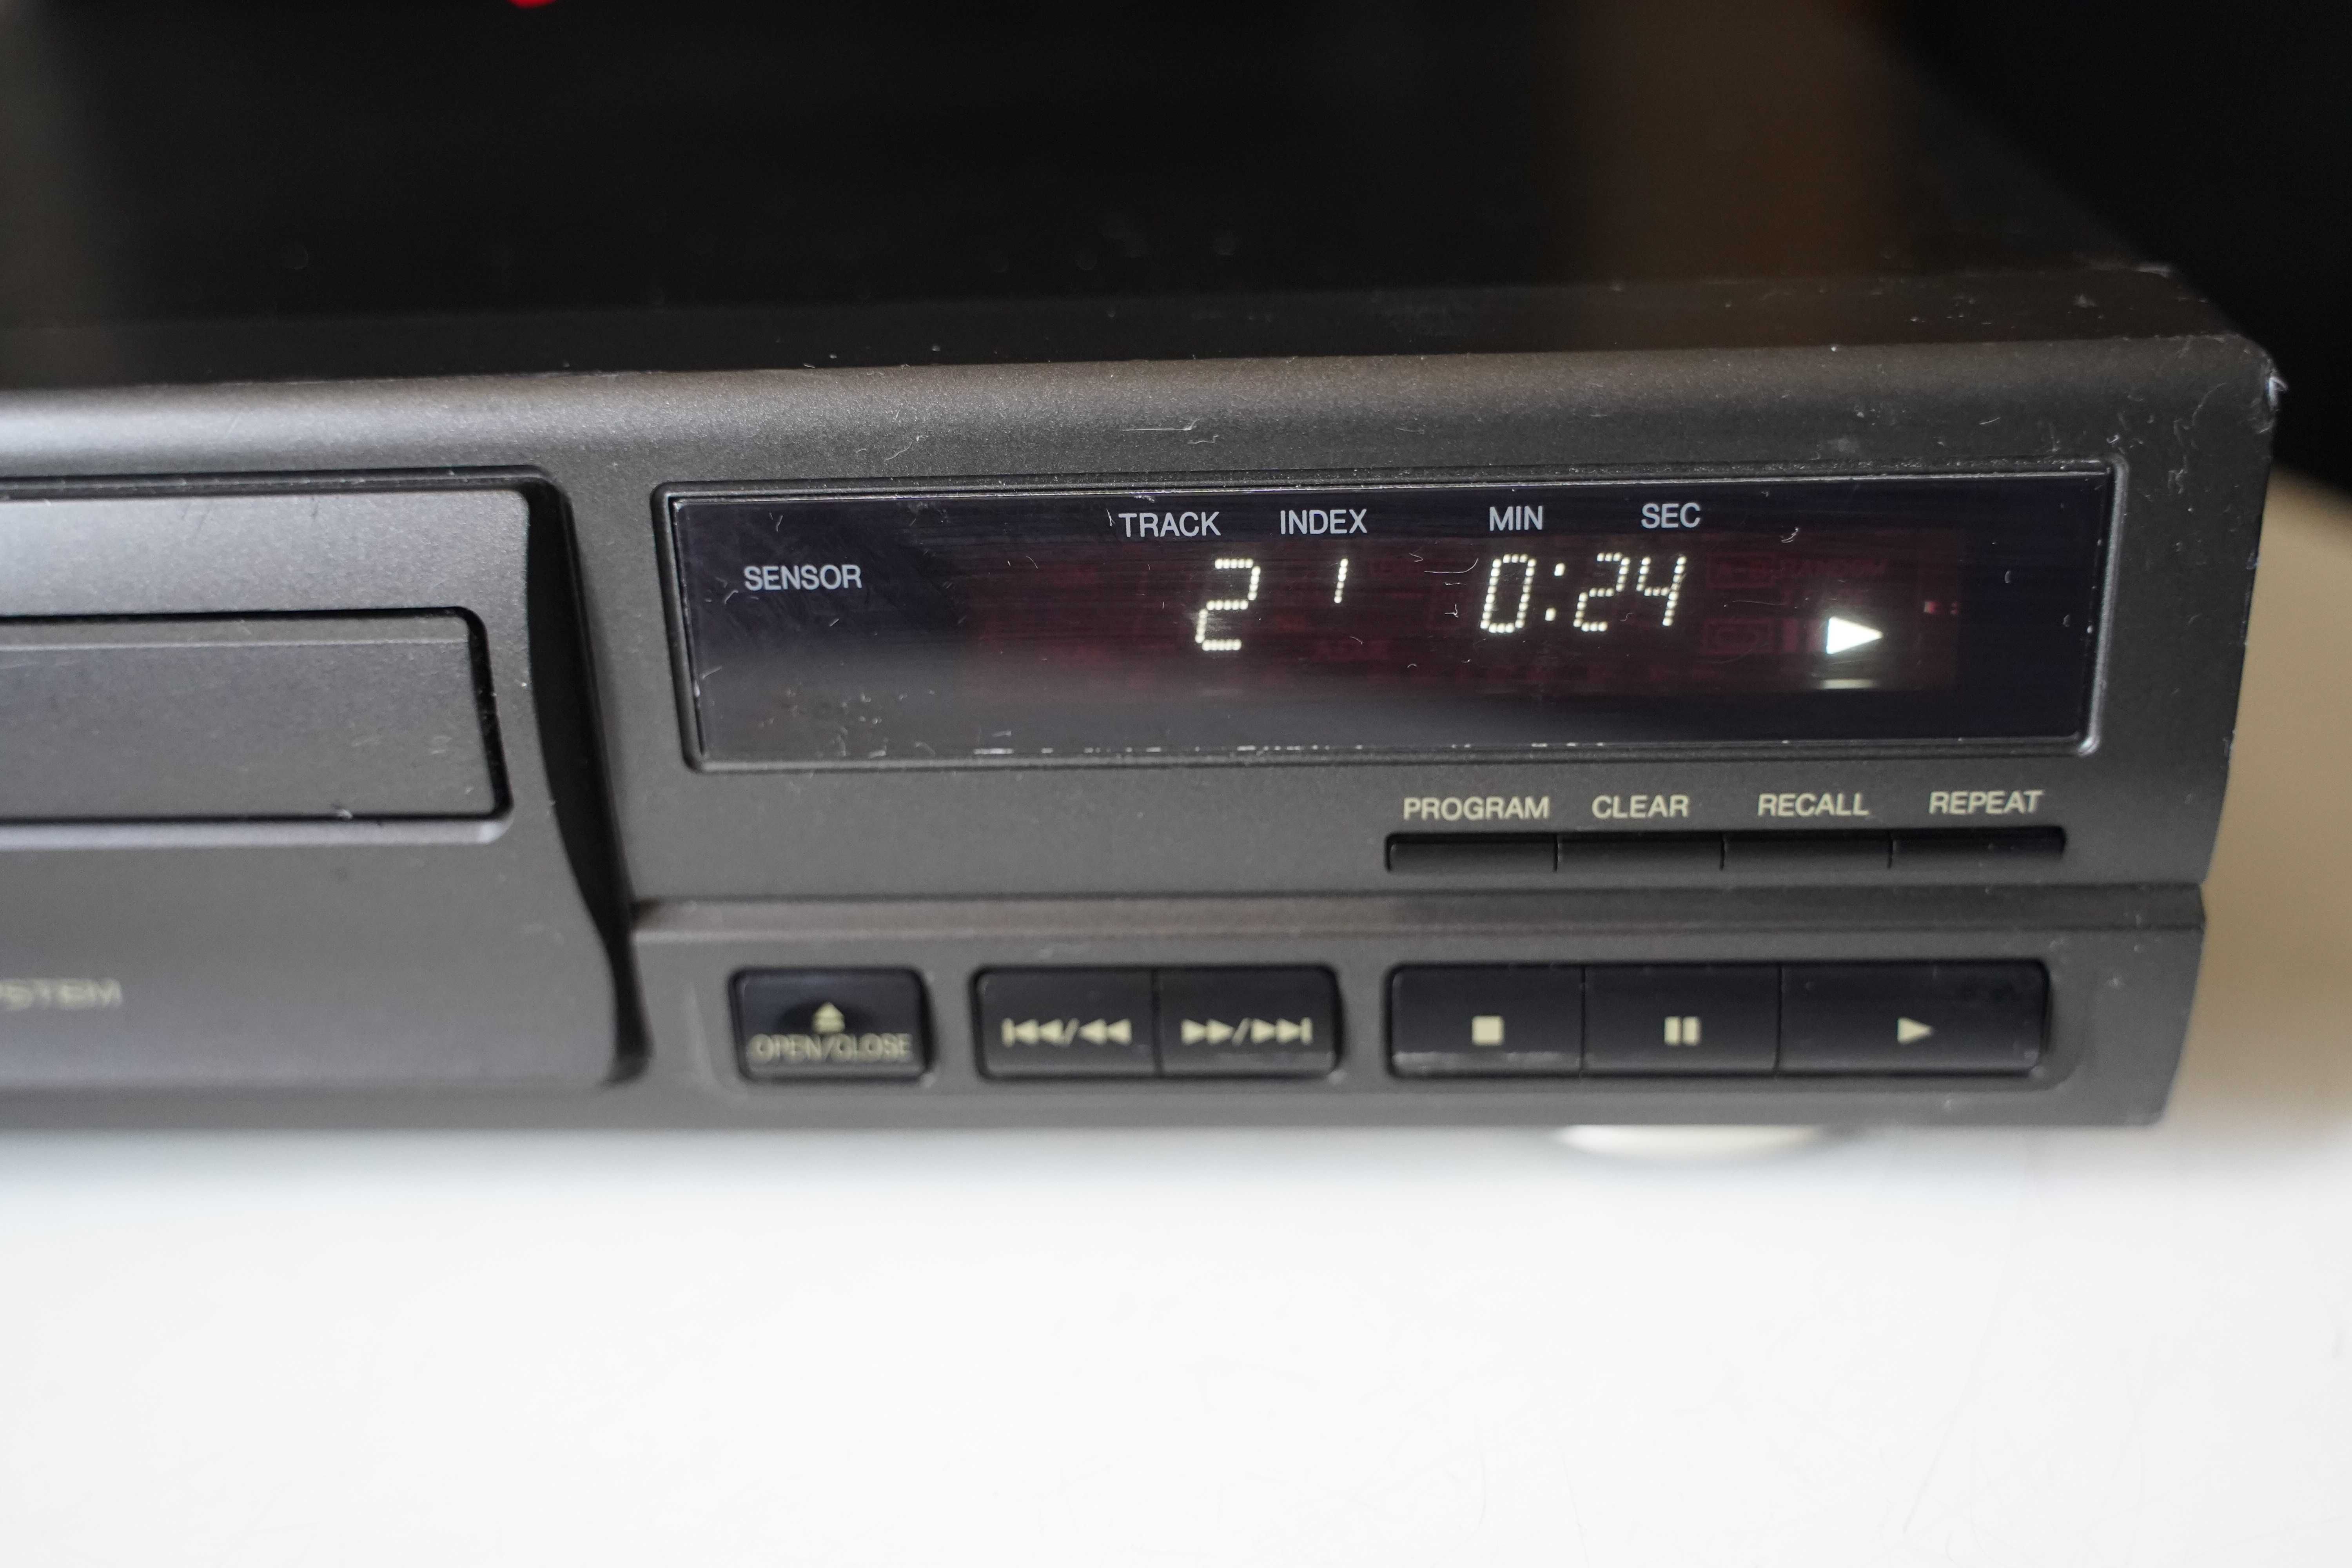 TRACK INDEX MIN SEC
SENSOR
2 1 0:24
PROGRAM CLEAR RECALL REPEAT
OPEN/CLOSE